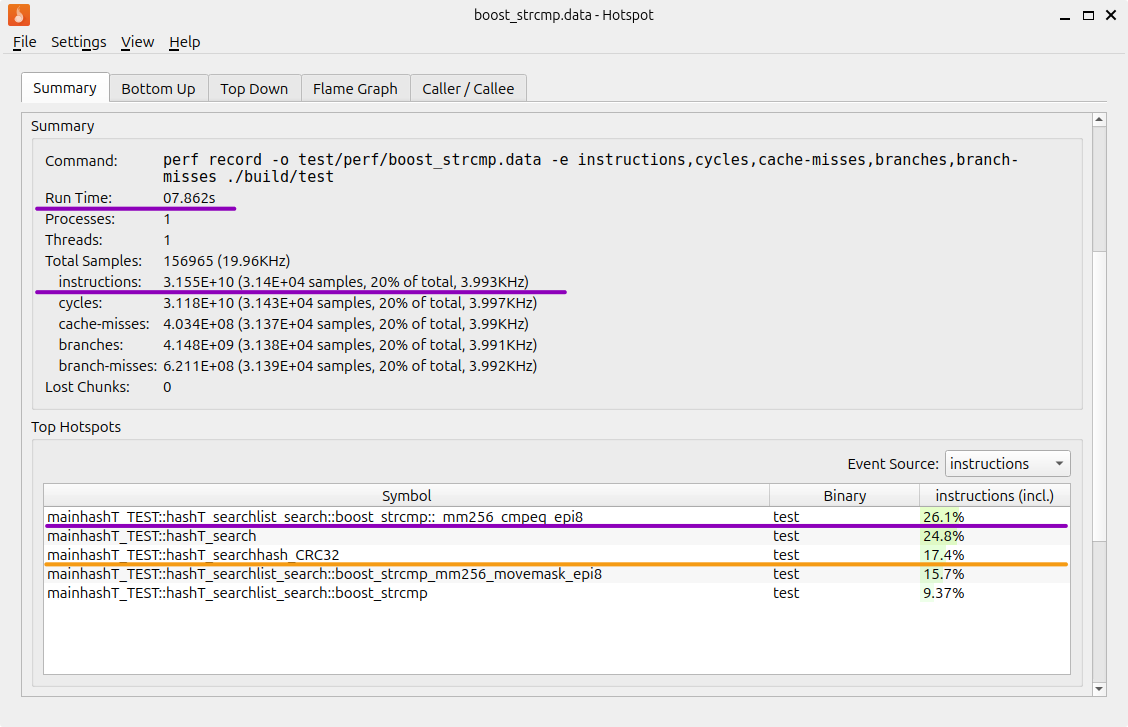 boost_strcmp.data - Hotspot
File Settings View Help
Summary Bottom Up Top Down Flame Graph Caller / Callee
Summary
Command: perf record -o test/perf/boost_strcmp.data -e instructions,cycles,cache-misses,branches,branch-
misses ./build/test
Run Time: 07.862s
Processes: 1
Threads: 1
Total Samples: 156965 (19.96KHz)
instructions: 3.155E+10 (3.14E+04 samples, 20% of total, 3.993KHz)
cycles: 3.118E+10 (3.143E+04 samples, 20% of total, 3.997KHz)
cache-misses: 4.034E+08 (3.137E+04 samples, 20% of total, 3.99KHz)
branches: 4.148E+09 (3.138E+04 samples, 20% of total, 3.991KHz)
branch-misses: 6.211E+08 (3.139E+04 samples, 20% of total, 3.992KHz)
Lost Chunks: 0
Top Hotspots
Event Source: instructions
Symbol Binary instructions (incl.)
mainhashT_TEST::hashT_searchlist_search::boost_strcmp::_mm256_cmpeq_epi8 test 26.1%
mainhashT_TEST::hashT_search test 24.8%
mainhashT_TEST::hashT_searchhash_CRC32 test 17.4%
mainhashT_TEST::hashT_searchlist_search::boost_strcmp_mm256_movemask_epi8 test 15.7%
mainhashT_TEST::hashT_searchlist_search::boost_strcmp test 9.37%